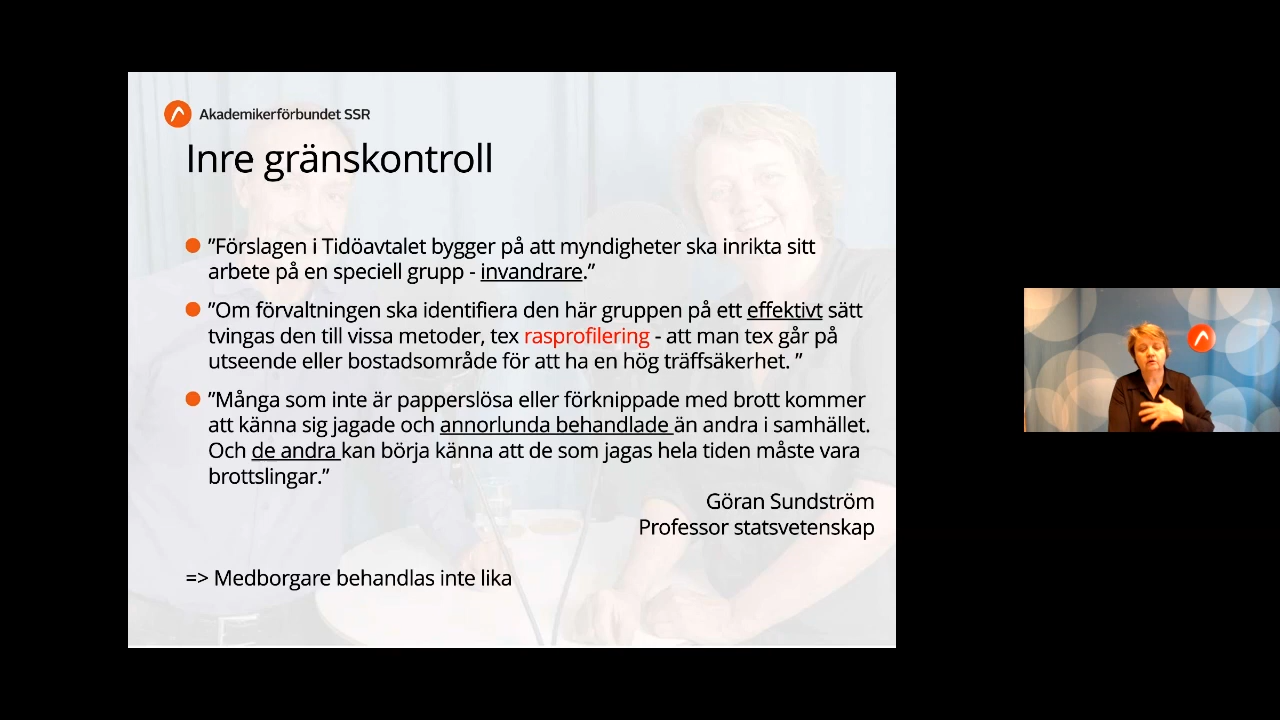 Akademikerförbundet SSR
Inre gränskontroll
”Förslagen i Tidöavtalet bygger på att myndigheter ska inrikta sitt
arbete på en speciell grupp - invandrare.”
”Om förvaltningen ska identifiera den här gruppen på ett effektivt sätt
tvingas den till vissa metoder, tex rasprofilering - att man tex går på
utseende eller bostadsområde för att ha en hög träffsäkerhet. ”
”Många som inte är papperslösa eller förknippade med brott kommer
att känna sig jagade och annorlunda behandlade än andra i samhället.
Och de andra kan börja känna att de som jagas hela tiden måste vara
brottslingar.”
Göran Sundström
Professor statsvetenskap
=> Medborgare behandlas inte lika